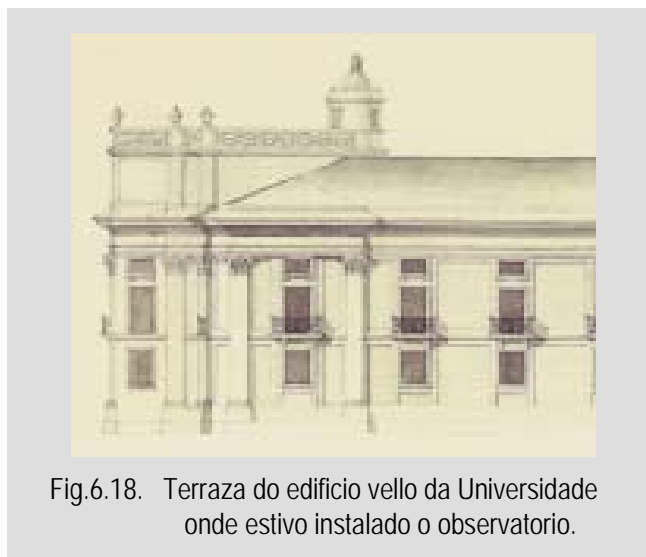 Fig.6.18. Terraza do edificio vello da Universidade
onde estivo instalado o observatorio.